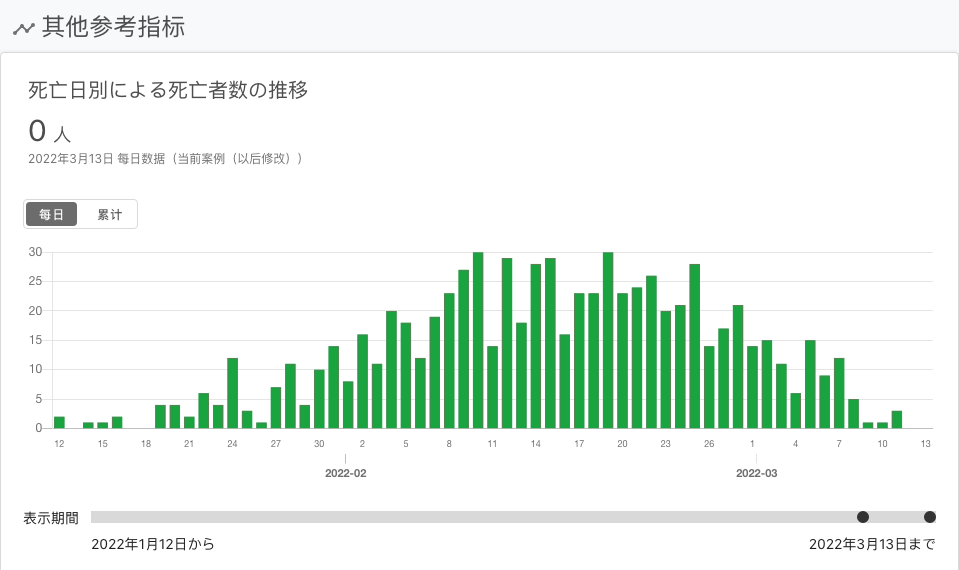 其他参考指标
死亡日別による死亡者数の推移
0 人
2022年3月13日 每日数据（当前案例（以后修改））
每日 累计
30
25
20
15
10
5
0
12 15 18 21 24 27 30 2 5 8 11 14 17 20 23 26 1 4 7 10 13
2022-02 2022-03
表示期間
2022年1月12日から 2022年3月13日まで